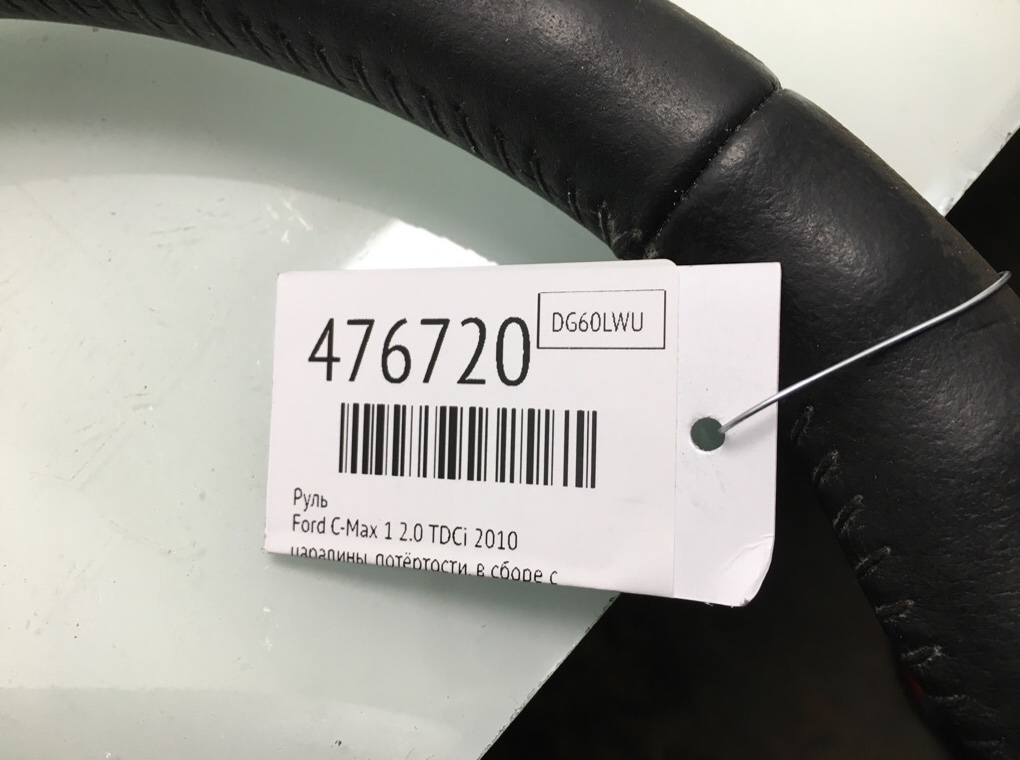 476720
DG60LWU
Руль
Ford C-Max 1 2.0 TDCi 2010
царапины, потёртости, в сборе с